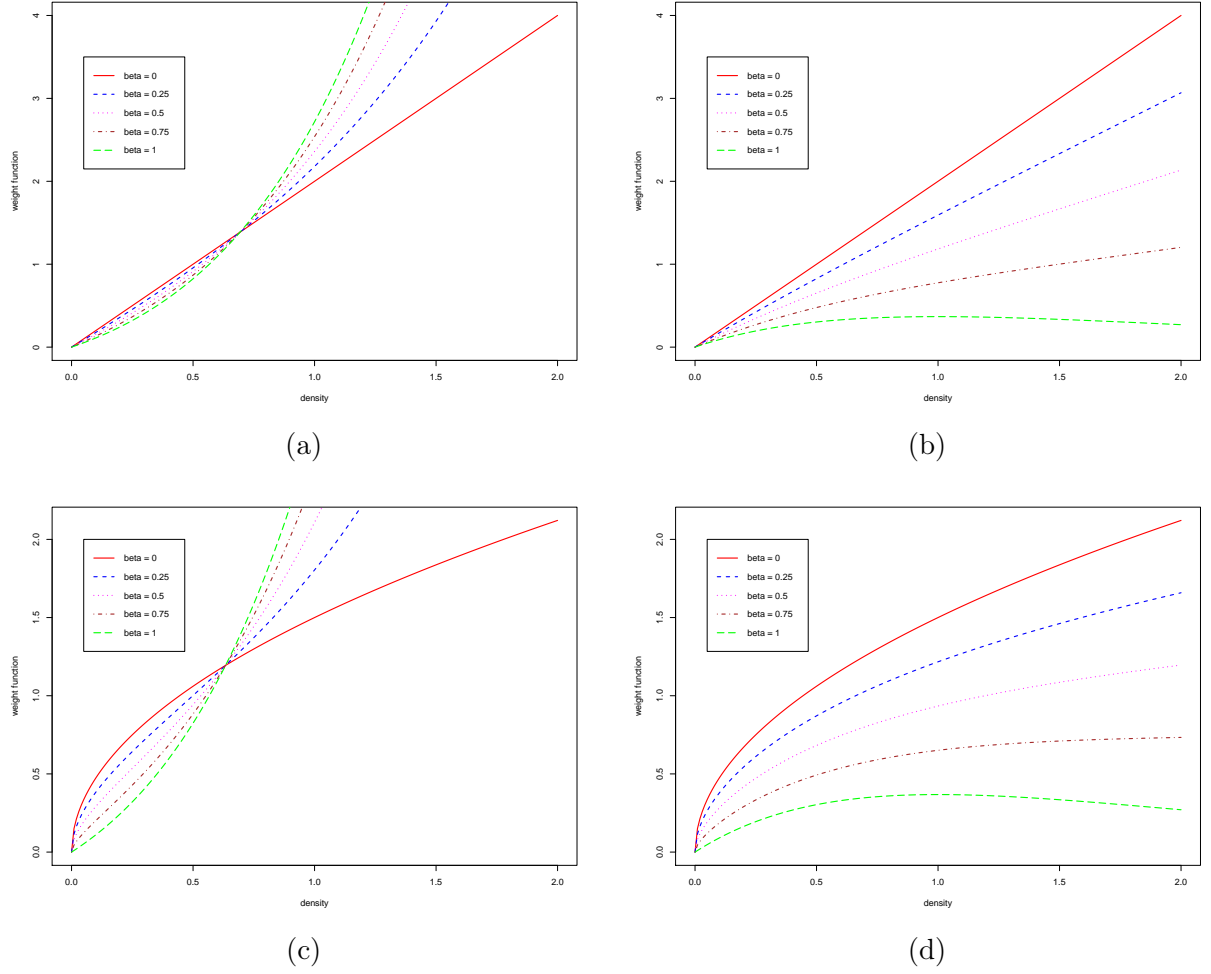 weight function
4
3
2
1
0
beta = 0
beta = 0.25
beta = 0.5
beta = 0.75
beta = 1
0.0 0.5 1.0 1.5 2.0
density
(a)
weight function
4
3
2
1
0
beta = 0
beta = 0.25
beta = 0.5
beta = 0.75
beta = 1
0.0 0.5 1.0 1.5 2.0
density
(b)
weight function
2.0
1.5
1.0
0.5
0.0
beta = 0
beta = 0.25
beta = 0.5
beta = 0.75
beta = 1
0.0 0.5 1.0 1.5 2.0
density
(c)
weight function
2.0
1.5
1.0
0.5
0.0
beta = 0
beta = 0.25
beta = 0.5
beta = 0.75
beta = 1
0.0 0.5 1.0 1.5 2.0
density
(d)